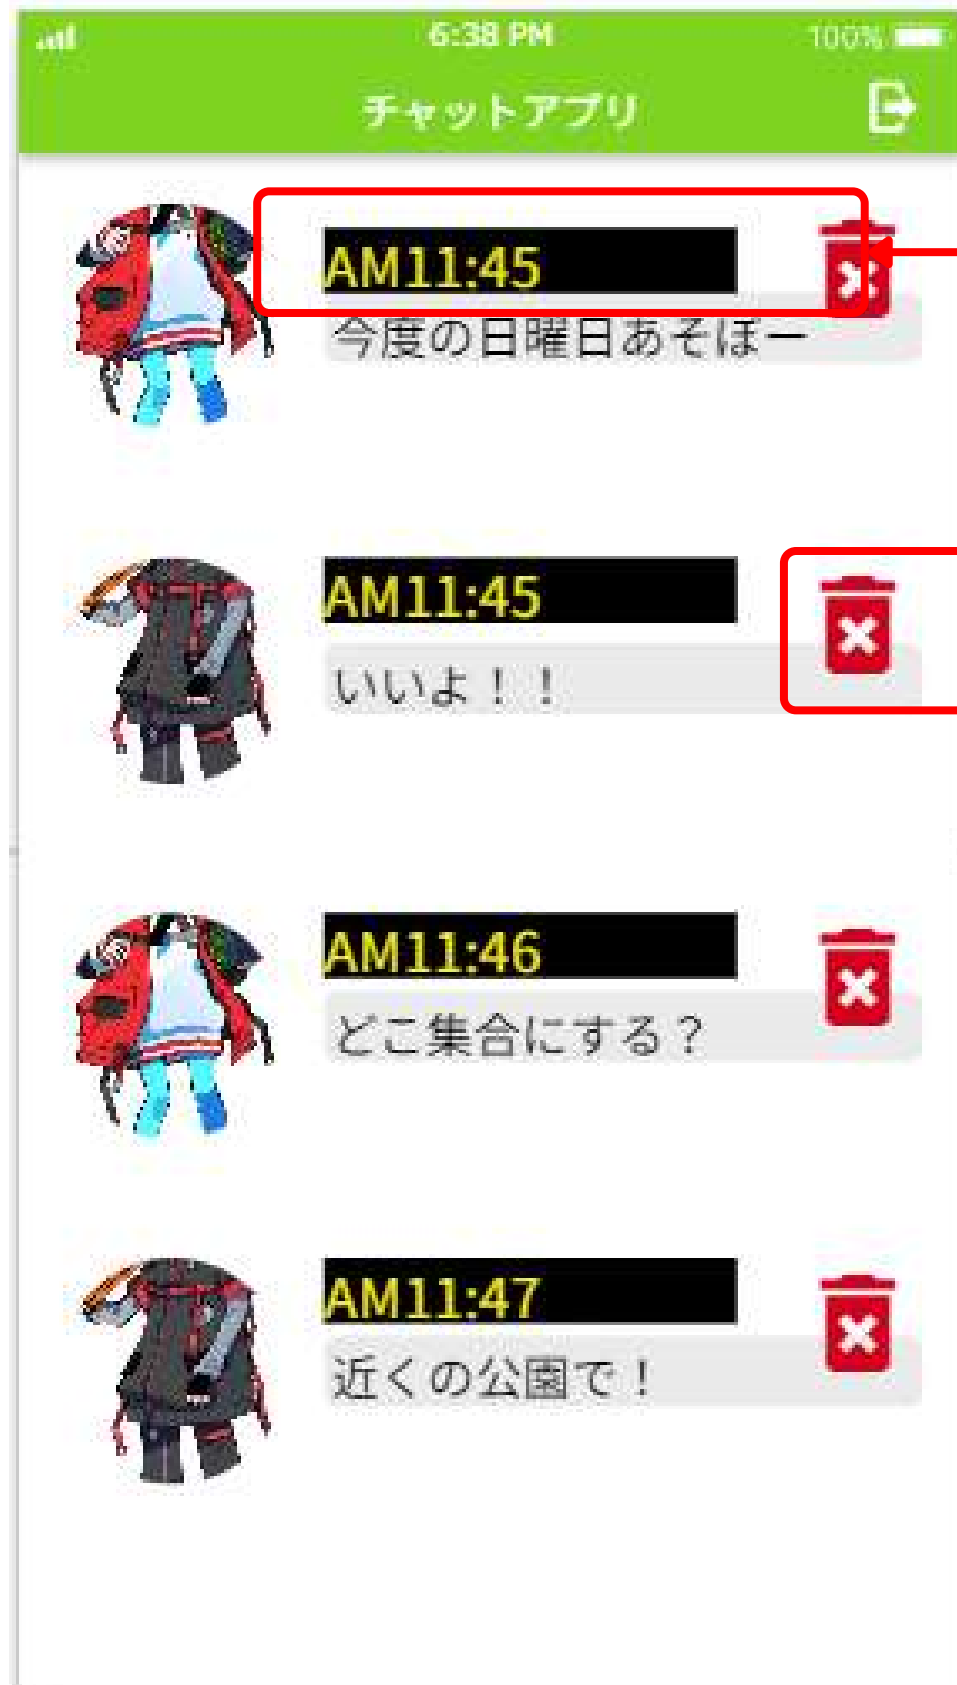 6:38 PM 100%
チャットアプリ
AM11:45
今度の日曜日あそぼー
AM11:45
いいよ！！
AM11:46
どこ集合にする？
AM11:47
近くの公園で！